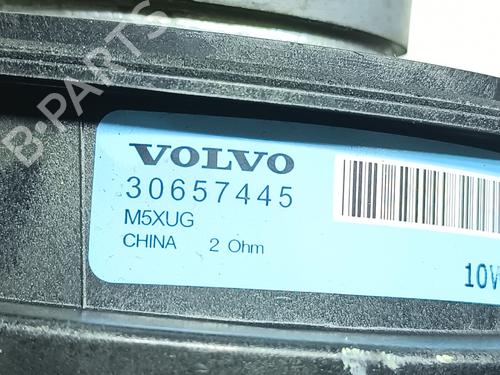 B-PARTS
VOLVO
30657445
M5XUG
CHINA 2 Ohm
10V